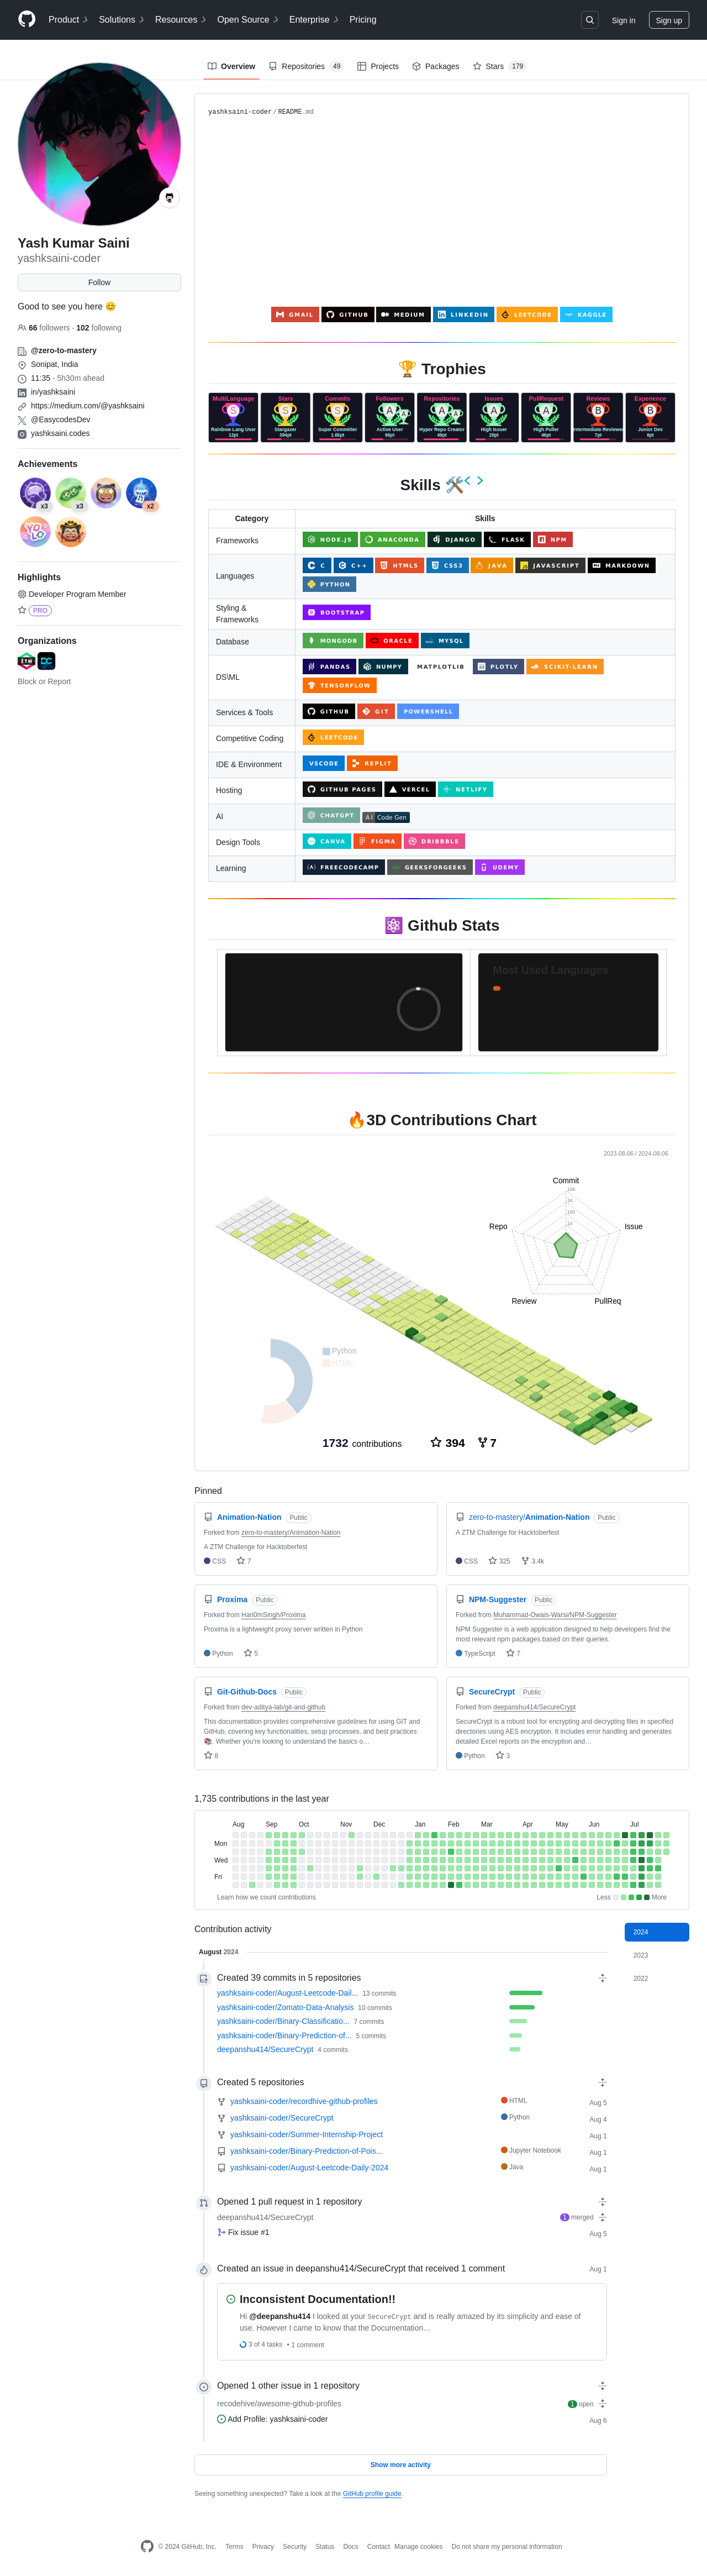 Product
Solutions
Resources
Open Source
Enterprise
Pricing
Sign in
Sign up
Overview
Repositories 49
Projects
Packages
Stars 179
Yash Kumar Saini
yashksaini-coder
Follow
Good to see you here 😊
66 followers · 102 following
@zero-to-mastery
Sonipat, India
11:35 - 5h30m ahead
in/yashksaini
https://medium.com/@yashksaini
@EasycodesDev
yashksaini.codes
Achievements
x3
x3
x2
YOLO
Highlights
Developer Program Member
PRO
Organizations
ZTM
Block or Report
yashksaini-coder/README.md
GMAIL
GITHUB
MEDIUM
LINKEDIN
LEETCODE
KAGGLE
🏆 Trophies
MultiLanguage
S
Rainbow Lang User
12pt
Stars
S
Stargazer
394pt
Commits
S
Super Committer
1.6kpt
Followers
A
Active User
66pt
Repositories
A
Hyper Repo Creator
48pt
Issues
A
High Issuer
28pt
PullRequest
A
High Puller
46pt
Reviews
B
Intermediate Reviewer
7pt
Experience
B
Junior Dev
6pt
Skills 🛠️
Category Skills
Frameworks NODE.JS ANACONDA DJANGO FLASK NPM
Languages C C++ HTML5 CSS3 JAVA JAVASCRIPT MARKDOWN
PYTHON
Styling &
Frameworks
BOOTSTRAP
Database MONGODB ORACLE MYSQL
DS\ML PANDAS NUMPY MATPLOTLIB PLOTLY SCIKIT-LEARN
TENSORFLOW
Services & Tools GITHUB GIT POWERSHELL
Competitive Coding LEETCODE
IDE & Environment VSCODE REPLIT
Hosting GITHUB PAGES VERCEL NETLIFY
AI CHATGPT AI Code Gen
Design Tools CANVA FIGMA DRIBBBLE
Learning FREECODECAMP GEEKSFORGEEKS UDEMY
⚛️ Github Stats
Most Used Languages
🔥3D Contributions Chart
2023-08-06 / 2024-08-06
Commit
10K
1K
100
10
Repo
Issue
Review
PullReq
Python
HTML
1732 contributions
394
7
Pinned
Animation-Nation Public
Forked from zero-to-mastery/Animation-Nation
A ZTM Challenge for Hacktoberfest
CSS 7
zero-to-mastery/Animation-Nation Public
A ZTM Challenge for Hacktoberfest
CSS 325 3.4k
Proxima Public
Forked from Hari0mSingh/Proxima
Proxima is a lightweight proxy server written in Python
Python 5
NPM-Suggester Public
Forked from Muhammad-Owais-Warsi/NPM-Suggester
NPM Suggester is a web application designed to help developers find the
most relevant npm packages based on their queries.
TypeScript 7
Git-Github-Docs Public
Forked from dev-aditya-lab/git-and-github
This documentation provides comprehensive guidelines for using GIT and
GitHub, covering key functionalities, setup processes, and best practices
📚. Whether you're looking to understand the basics o…
8
SecureCrypt Public
Forked from deepanshu414/SecureCrypt
SecureCrypt is a robust tool for encrypting and decrypting files in specified
directories using AES encryption. It includes error handling and generates
detailed Excel reports on the encryption and…
Python 3
1,735 contributions in the last year
Aug Sep Oct Nov Dec Jan Feb Mar Apr May Jun Jul
Mon
Wed
Fri
Learn how we count contributions
Less More
Contribution activity
2024
2023
2022
August 2024
Created 39 commits in 5 repositories
yashksaini-coder/August-Leetcode-Dail... 13 commits
yashksaini-coder/Zomato-Data-Analysis 10 commits
yashksaini-coder/Binary-Classificatio... 7 commits
yashksaini-coder/Binary-Prediction-of... 5 commits
deepanshu414/SecureCrypt 4 commits
Created 5 repositories
yashksaini-coder/recordhive-github-profiles HTML Aug 5
yashksaini-coder/SecureCrypt Python Aug 4
yashksaini-coder/Summer-Internship-Project Aug 1
yashksaini-coder/Binary-Prediction-of-Pois... Jupyter Notebook Aug 1
yashksaini-coder/August-Leetcode-Daily-2024 Java Aug 1
Opened 1 pull request in 1 repository
deepanshu414/SecureCrypt 1 merged
Fix issue #1 Aug 5
Created an issue in deepanshu414/SecureCrypt that received 1 comment Aug 1
Inconsistent Documentation!!
Hi @deepanshu414 I looked at your SecureCrypt and is really amazed by its simplicity and ease of
use. However I came to know that the Documentation…
3 of 4 tasks • 1 comment
Opened 1 other issue in 1 repository
recodehive/awesome-github-profiles 1 open
Add Profile: yashksaini-coder Aug 6
Show more activity
Seeing something unexpected? Take a look at the GitHub profile guide.
© 2024 GitHub, Inc. Terms Privacy Security Status Docs Contact Manage cookies Do not share my personal information